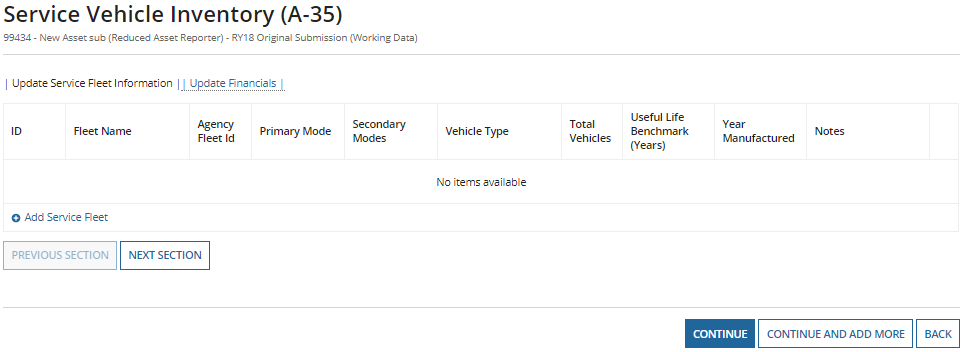 Service Vehicle Inventory (A-35)
99434 - New Asset sub (Reduced Asset Reporter) - RY18 Original Submission (Working Data)
| Update Service Fleet Information || Update Financials |
ID
Fleet Name
Agency
Fleet Id
Primary Mode
Secondary
Modes
Vehicle Type
Total
Vehicles
Useful Life
Benchmark
(Years)
Year
Manufactured
Notes
No items available
Add Service Fleet
PREVIOUS SECTION
NEXT SECTION
CONTINUE
CONTINUE AND ADD MORE
BACK